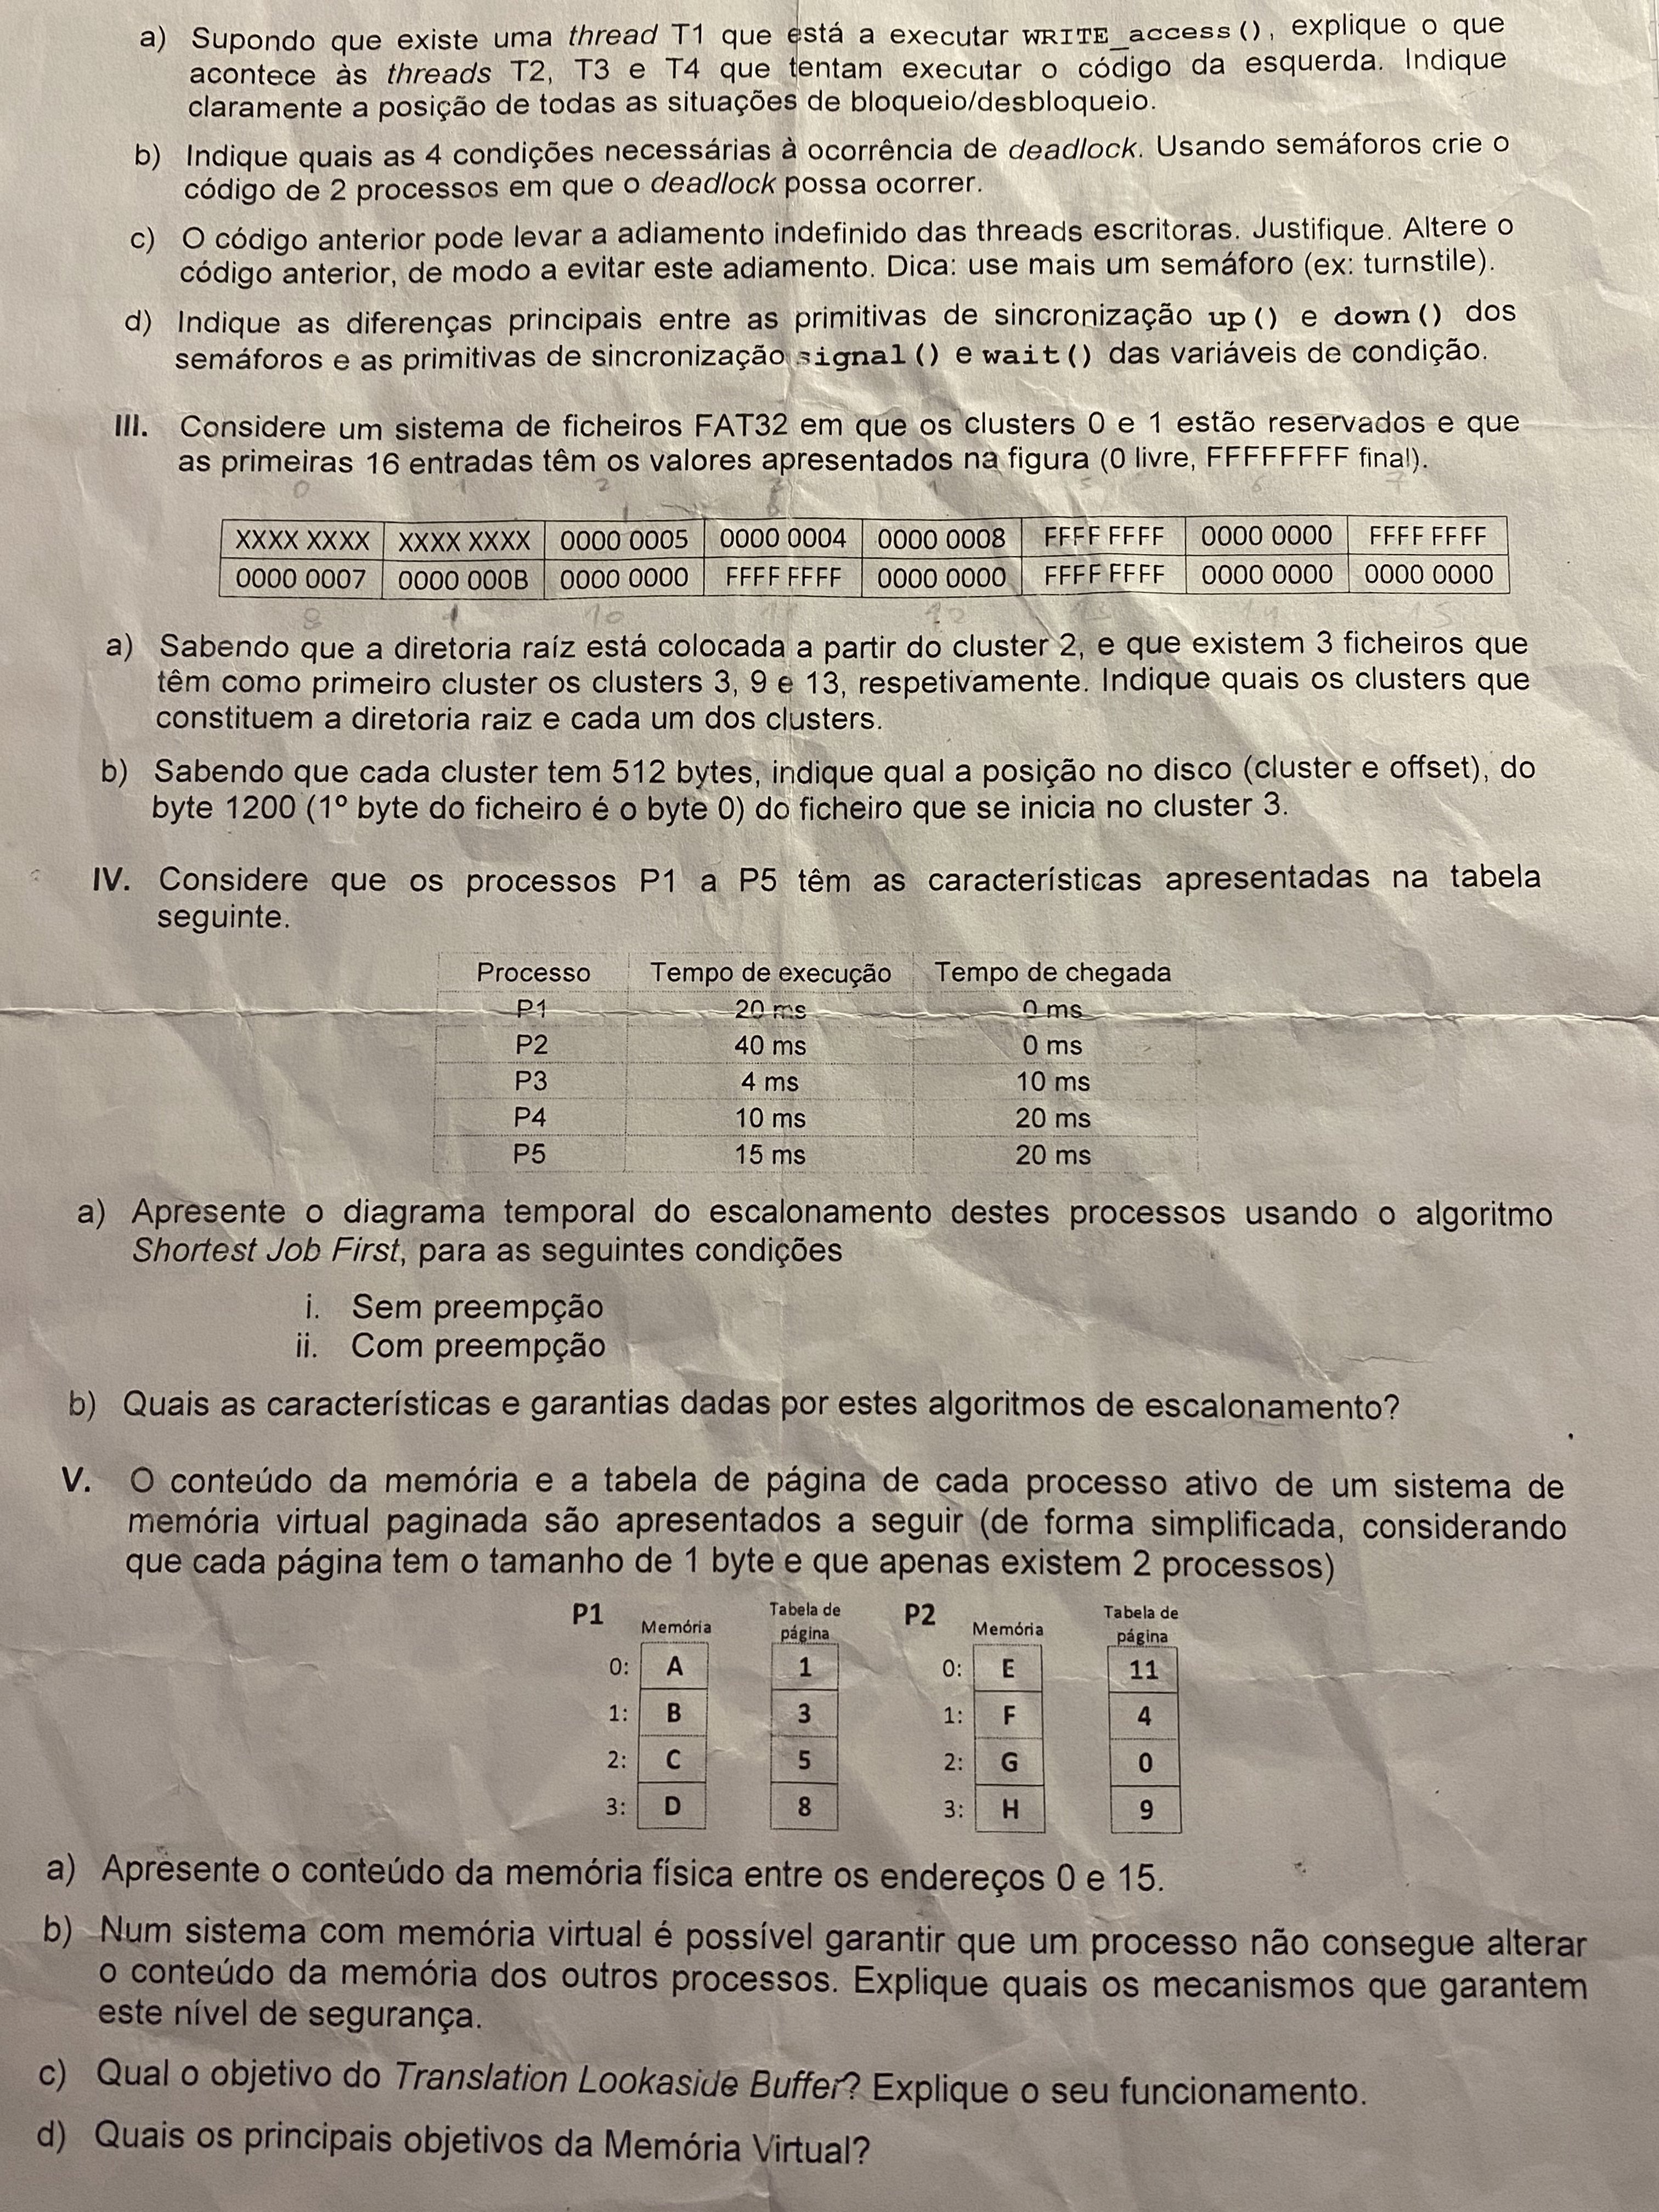 a) Supondo que existe uma thread T1 que está a executar WRITE_access(), explique o que
acontece às threads T2, T3 e T4 que tentam executar o código da esquerda. Indique
claramente a posição de todas as situações de bloqueio/desbloqueio.
b) Indique quais as 4 condições necessárias à ocorrência de deadlock. Usando semáforos crie o
código de 2 processos em que o deadlock possa ocorrer.
c) O código anterior pode levar a adiamento indefinido das threads escritoras. Justifique. Altere o
código anterior, de modo a evitar este adiamento. Dica: use mais um semáforo (ex: turnstile).
d) Indique as diferenças principais entre as primitivas de sincronização up() e down() dos
semáforos e as primitivas de sincronização signal() e wait() das variáveis de condição.
III. Considere um sistema de ficheiros FAT32 em que os clusters 0 e 1 estão reservados e que
as primeiras 16 entradas têm os valores apresentados na figura (0 livre, FFFFFFFF final).
0 1 2 3 5 6 7
XXXX XXXX XXXX XXXX 0000 0005 0000 0004 0000 0008 FFFF FFFF 0000 0000 FFFF FFFF
0000 0007 0000 000B 0000 0000 FFFF FFFF 0000 0000 FFFF FFFF 0000 0000 0000 0000
8 10 11 12 13 14 15
a) Sabendo que a diretoria raíz está colocada a partir do cluster 2, e que existem 3 ficheiros que
têm como primeiro cluster os clusters 3, 9 e 13, respetivamente. Indique quais os clusters que
constituem a diretoria raiz e cada um dos clusters.
b) Sabendo que cada cluster tem 512 bytes, indique qual a posição no disco (cluster e offset), do
byte 1200 (1º byte do ficheiro é o byte 0) do ficheiro que se inicia no cluster 3.
IV. Considere que os processos P1 a P5 têm as características apresentadas na tabela
seguinte.
Processo Tempo de execução Tempo de chegada
P1 20 ms 0 ms
P2 40 ms 0 ms
P3 4 ms 10 ms
P4 10 ms 20 ms
P5 15 ms 20 ms
a) Apresente o diagrama temporal do escalonamento destes processos usando o algoritmo
Shortest Job First, para as seguintes condições
i. Sem preempção
ii. Com preempção
b) Quais as características e garantias dadas por estes algoritmos de escalonamento?
V. O conteúdo da memória e a tabela de página de cada processo ativo de um sistema de
memória virtual paginada são apresentados a seguir (de forma simplificada, considerando
que cada página tem o tamanho de 1 byte e que apenas existem 2 processos)
P1 Memória Tabela de página P2 Memória Tabela de página
0: A 1 0: E 11
1: B 3 1: F 4
2: C 5 2: G 0
3: D 8 3: H 9
a) Apresente o conteúdo da memória física entre os endereços 0 e 15.
b) Num sistema com memória virtual é possível garantir que um processo não consegue alterar
o conteúdo da memória dos outros processos. Explique quais os mecanismos que garantem
este nível de segurança.
c) Qual o objetivo do Translation Lookaside Buffer? Explique o seu funcionamento.
d) Quais os principais objetivos da Memória Virtual?